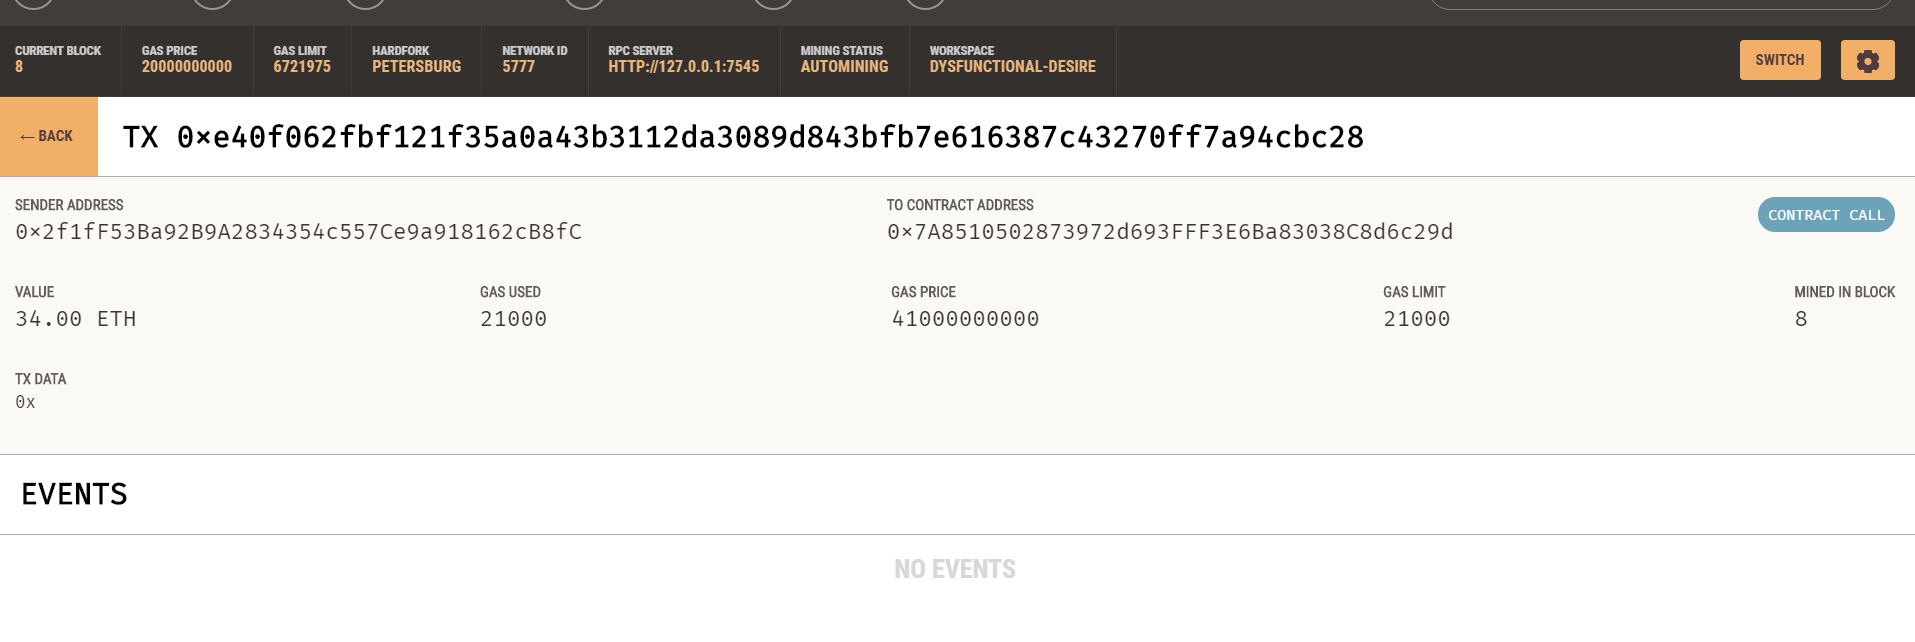 CURRENT BLOCK GAS PRICE GAS LIMIT HARDFORK NETWORK ID RPC SERVER MINING STATUS WORKSPACE
8 20000000000 6721975 PETERSBURG 5777 HTTP://127.0.0.1:7545 AUTOMINING DYSFUNCTIONAL-DESIRE SWITCH
← BACK TX 0×e40f062fbf121f35a0a43b3112da3089d843bfb7e616387c43270ff7a94cbc28
SENDER ADDRESS TO CONTRACT ADDRESS
0×2f1fF53Ba92B9A2834354c557Ce9a918162cB8fC 0×7A8510502873972d693FFF3E6Ba83038C8d6c29d CONTRACT CALL
VALUE GAS USED GAS PRICE GAS LIMIT MINED IN BLOCK
34.00 ETH 21000 41000000000 21000 8
TX DATA
0x
EVENTS
NO EVENTS